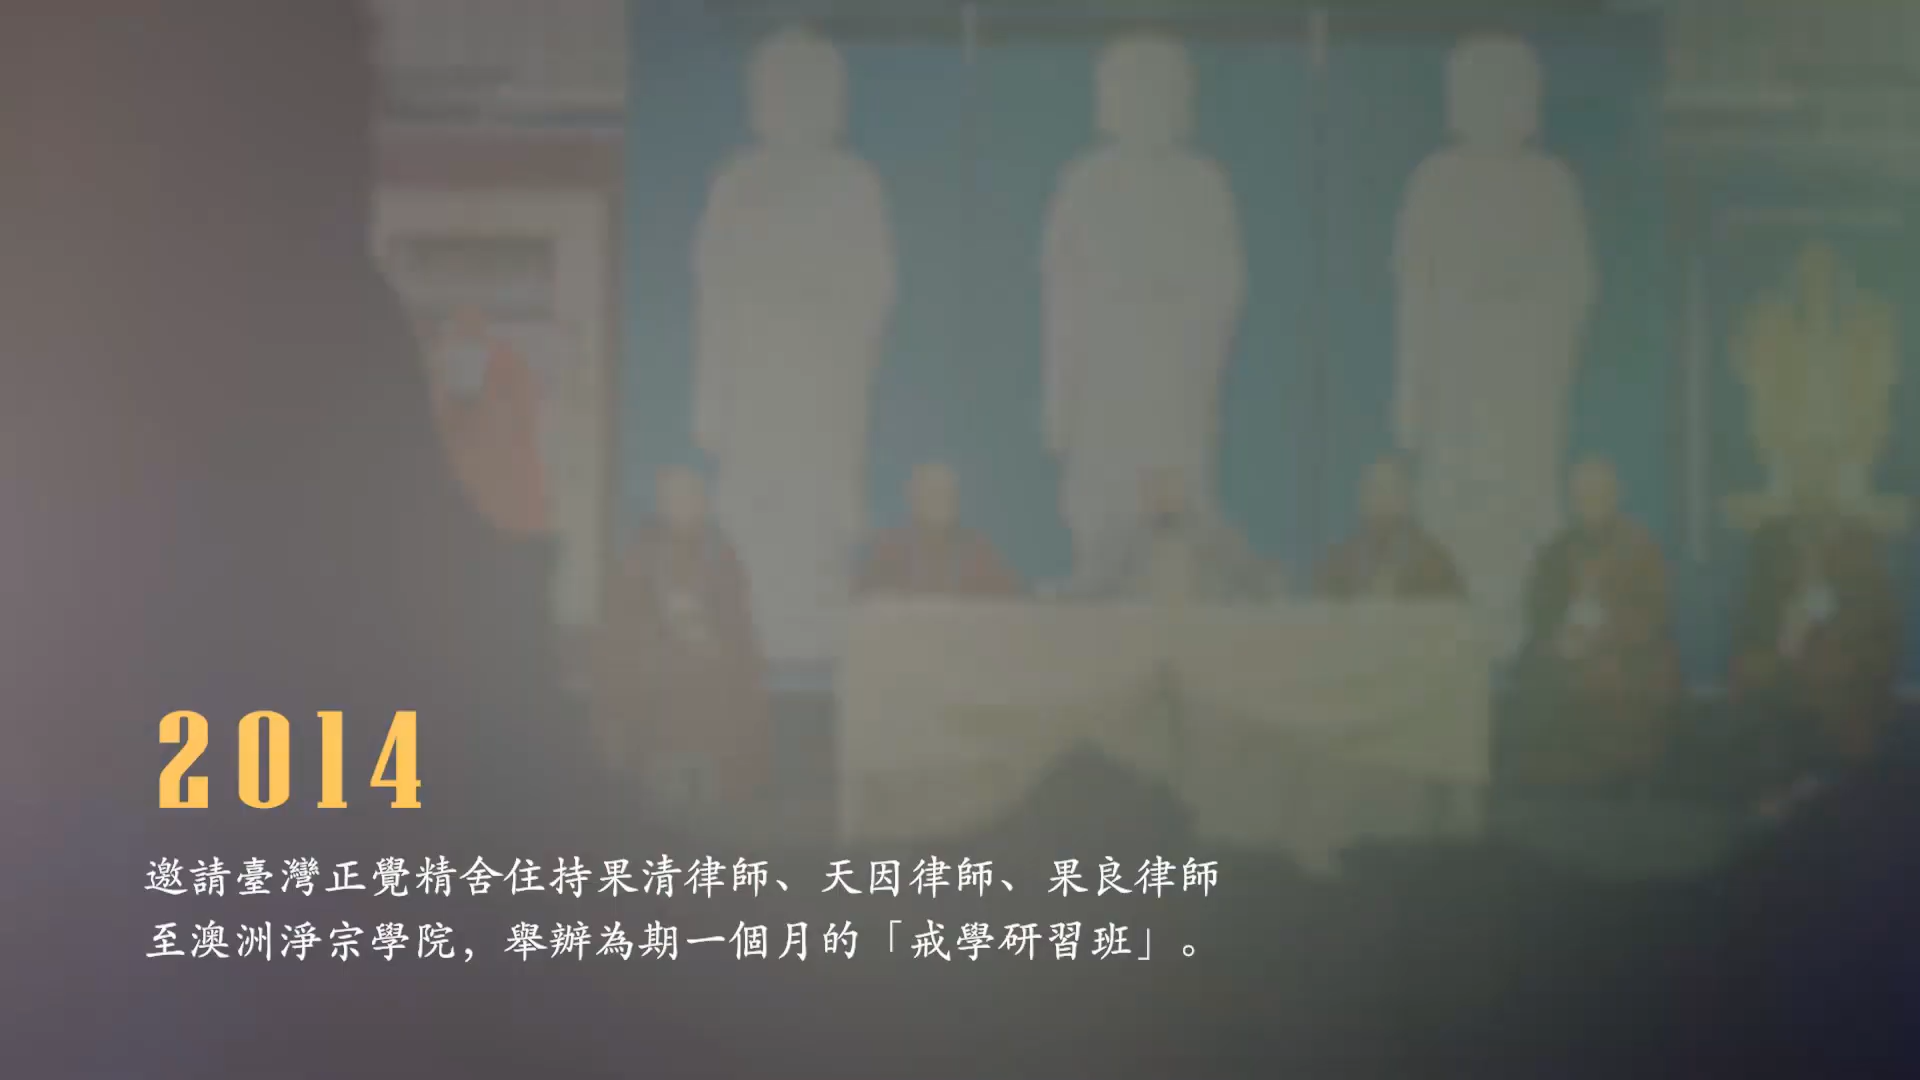 2014
邀請臺灣正覺精舍住持果清律師、天因律師、果良律師
至澳洲淨宗學院，舉辦為期一個月的「戒學研習班」。